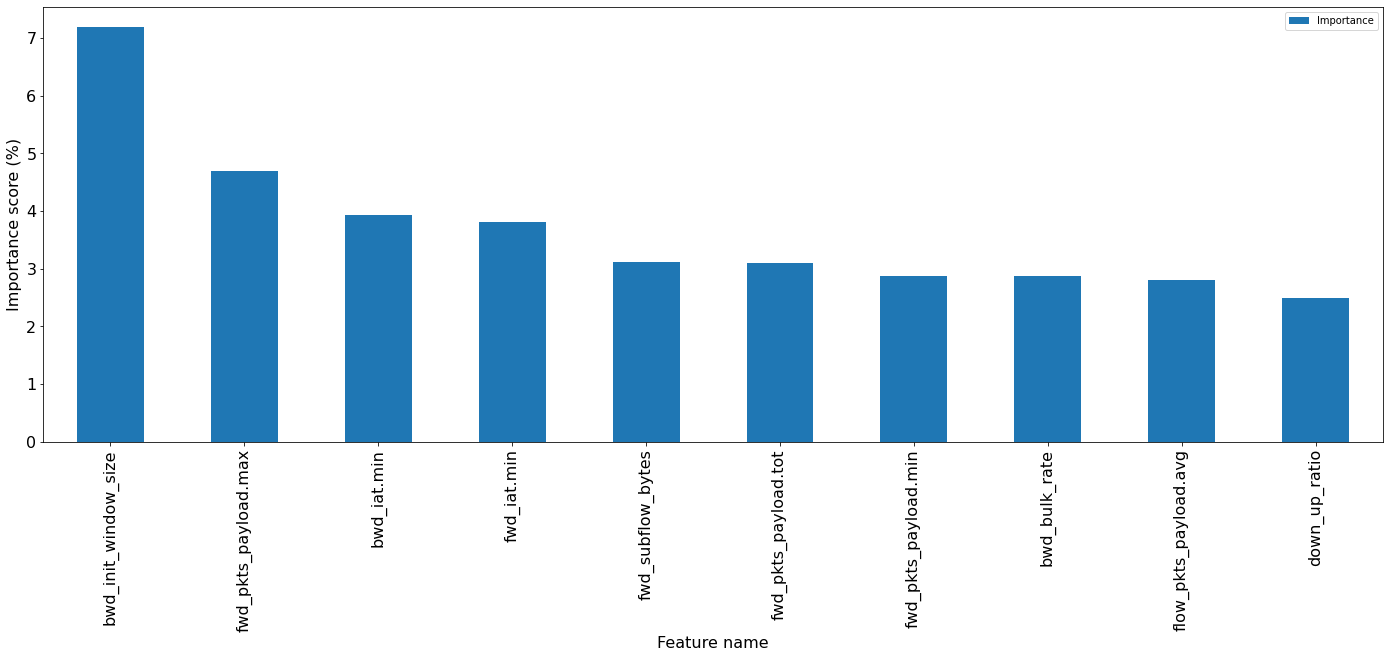 Importance
7
6
5
4
3
2
1
0
Importance score (%)
bwd_init_window_size
fwd_pkts_payload.max
bwd_iat.min
fwd_iat.min
fwd_subflow_bytes
fwd_pkts_payload.tot
fwd_pkts_payload.min
bwd_bulk_rate
flow_pkts_payload.avg
down_up_ratio
Feature name